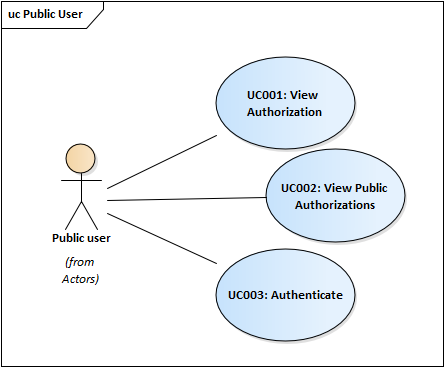 uc Public User
UC001: View
Authorization
UC002: View Public
Authorizations
Public user
(from
Actors)
UC003: Authenticate